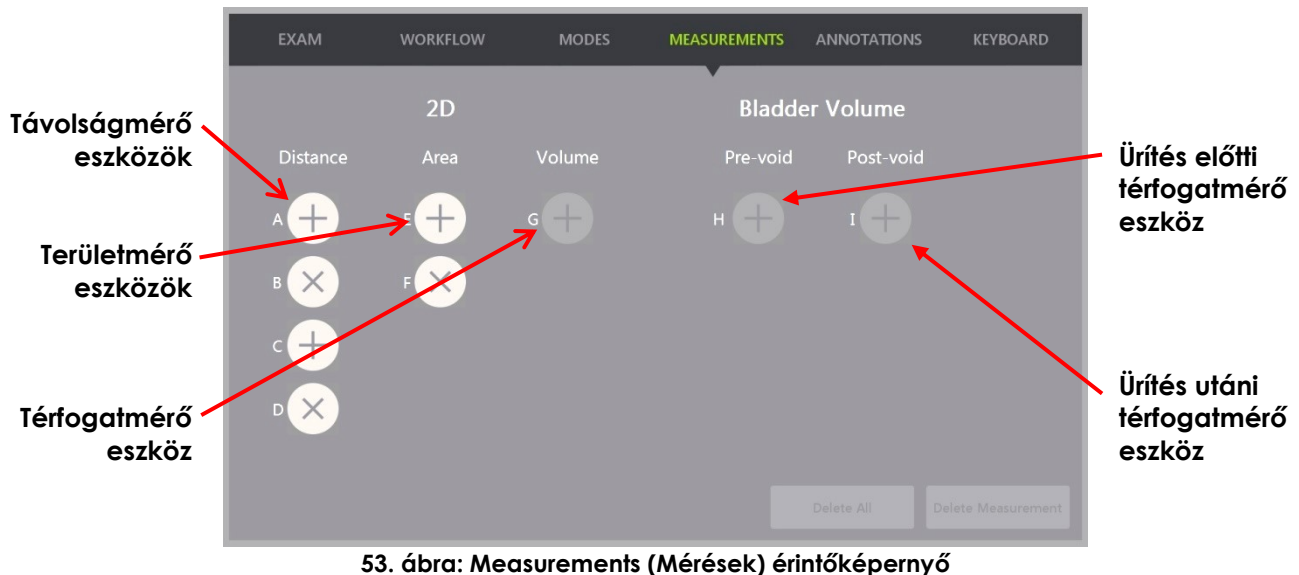 EXAM WORKFLOW MODES MEASUREMENTS ANNOTATIONS KEYBOARD
2D Bladder Volume
Distance Area Volume Pre-void Post-void
A E G H I
B F
C
D
Delete All Delete Measurement
Távolságmérő
eszközök
Területmérő
eszközök
Térfogatmérő
eszköz
Ürítés előtti
térfogatmérő
eszköz
Ürítés utáni
térfogatmérő
eszköz
53. ábra: Measurements (Mérések) érintőképernyő